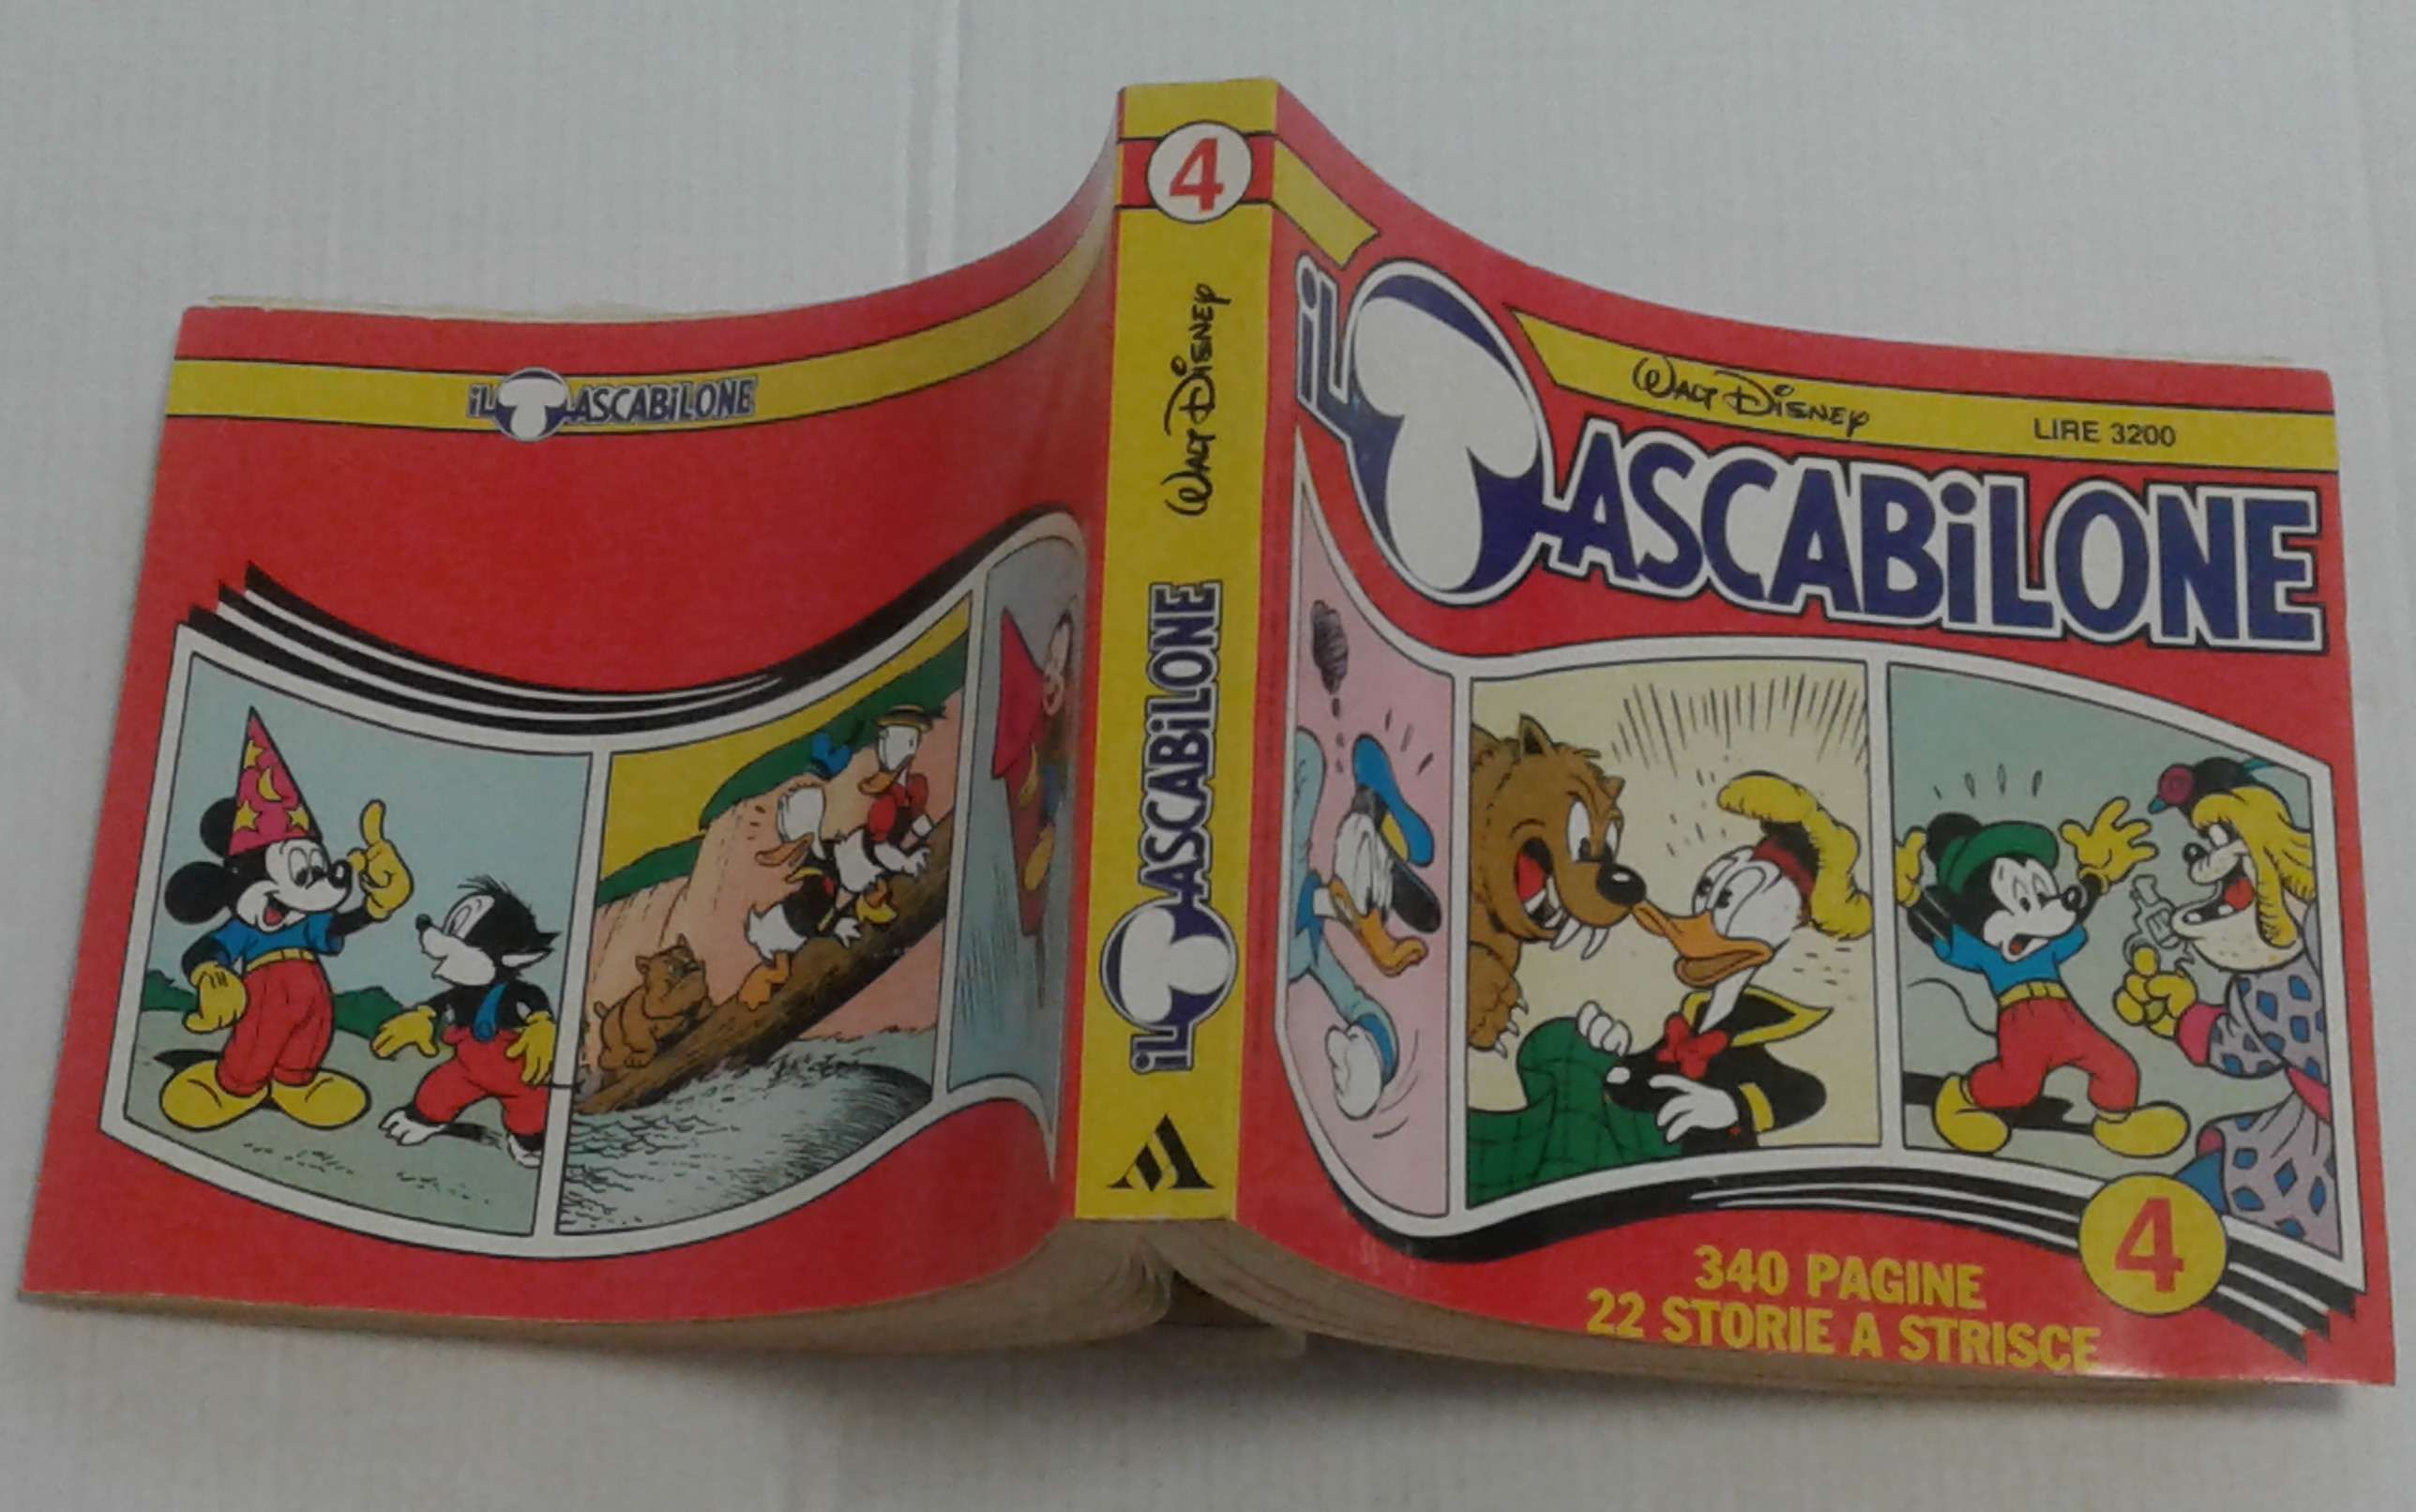 iL TASCABiLONE
4
WALT DISNEY
iL TASCABiLONE
WALT DISNEY
LIRE 3200
iL TASCABiLONE
4
340 PAGINE
22 STORIE A STRISCE